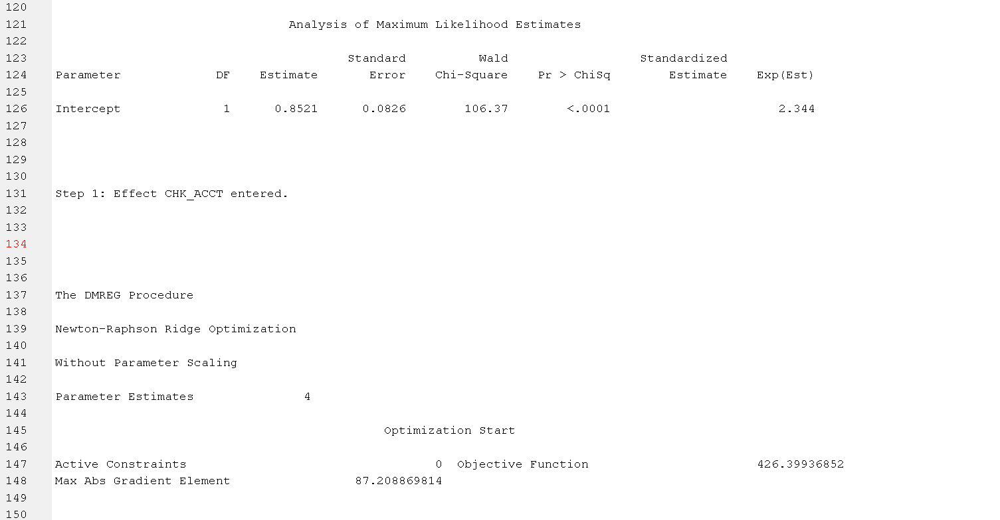 120
121 Analysis of Maximum Likelihood Estimates
122
123 Standard Wald Standardized
124 Parameter DF Estimate Error Chi-Square Pr > ChiSq Estimate Exp(Est)
125
126 Intercept 1 0.8521 0.0826 106.37 <.0001 2.344
127
128
129
130
131 Step 1: Effect CHK_ACCT entered.
132
133
134
135
136
137 The DMREG Procedure
138
139 Newton-Raphson Ridge Optimization
140
141 Without Parameter Scaling
142
143 Parameter Estimates 4
144
145 Optimization Start
146
147 Active Constraints 0 Objective Function 426.39936852
148 Max Abs Gradient Element 87.208869814
149
150